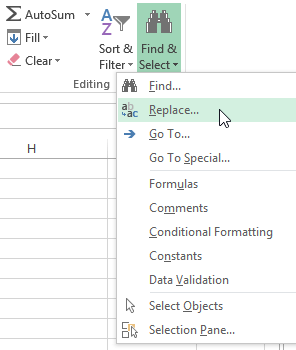 AutoSum
Fill
Clear
Sort &
Filter
Find &
Select
Editing
H
Find...
Replace...
Go To...
Go To Special...
Formulas
Comments
Conditional Formatting
Constants
Data Validation
Select Objects
Selection Pane...